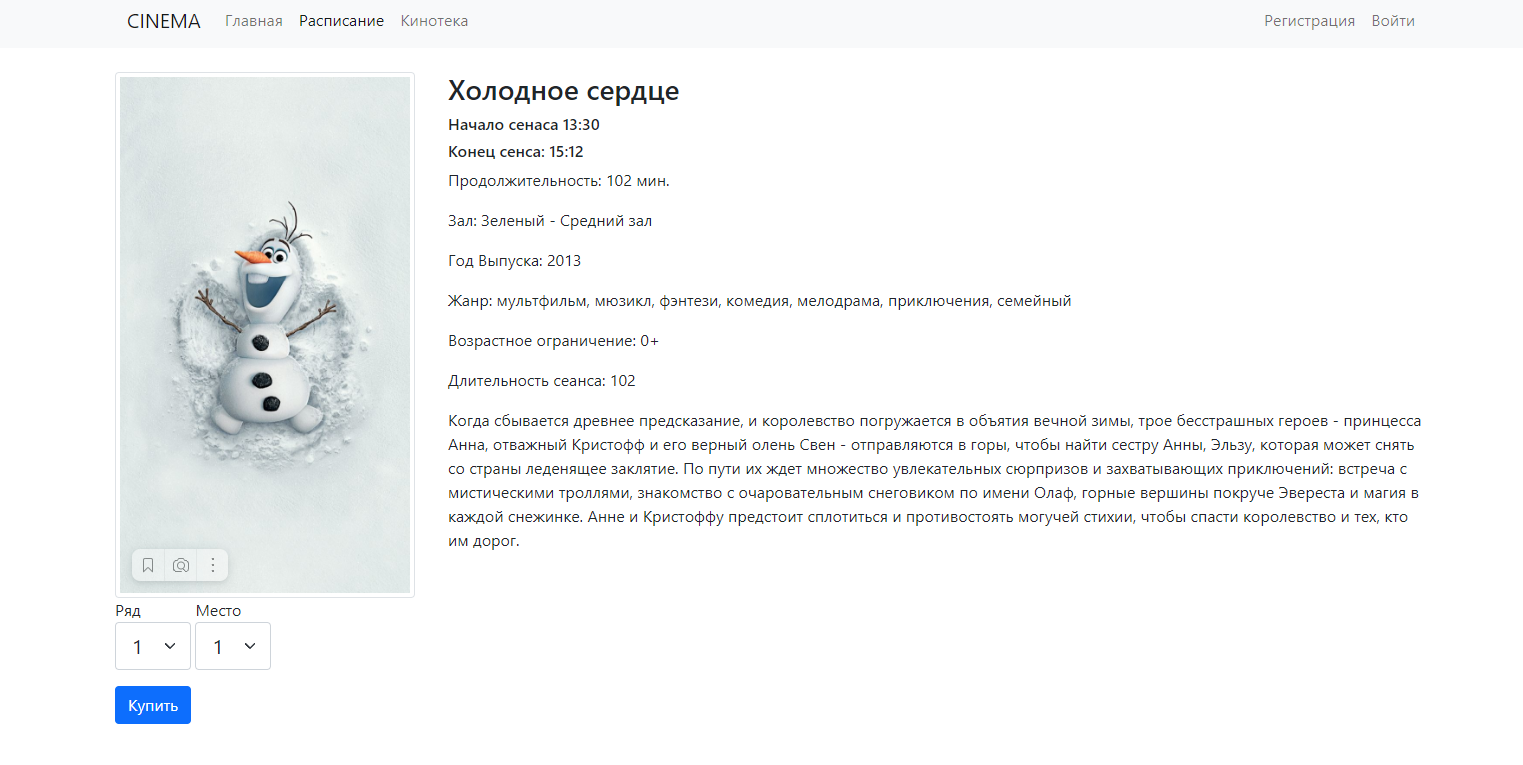 CINEMA Главная Расписание Кинотека Регистрация Войти
Холодное сердце
Начало сенаса 13:30
Конец сенса: 15:12
Продолжительность: 102 мин.
Зал: Зеленый - Средний зал
Год Выпуска: 2013
Жанр: мультфильм, мюзикл, фэнтези, комедия, мелодрама, приключения, семейный
Возрастное ограничение: 0+
Длительность сеанса: 102
Когда сбывается древнее предсказание, и королевство погружается в объятия вечной зимы, трое бесстрашных героев - принцесса
Анна, отважный Кристофф и его верный олень Свен - отправляются в горы, чтобы найти сестру Анны, Эльзу, которая может снять
со страны леденящее заклятие. По пути их ждет множество увлекательных сюрпризов и захватывающих приключений: встреча с
мистическими троллями, знакомство с очаровательным снеговиком по имени Олаф, горные вершины покруче Эвереста и магия в
каждой снежинке. Анне и Кристоффу предстоит сплотиться и противостоять могучей стихии, чтобы спасти королевство и тех, кто
им дорог.
Ряд Место
1 1
Купить